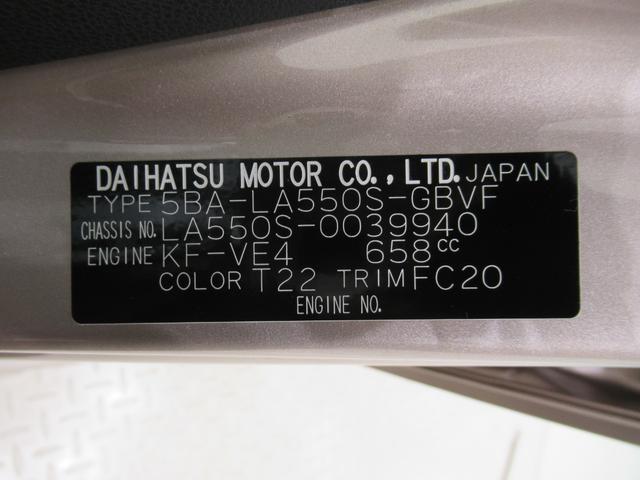 DAIHATSU MOTOR CO., LTD. JAPAN
TYPE 5BA-LA550S-GBVF
CHASSIS NO. LA550S-0039940
ENGINE KF-VE4 658cc
COLOR T22 TRIM FC20
ENGINE NO.